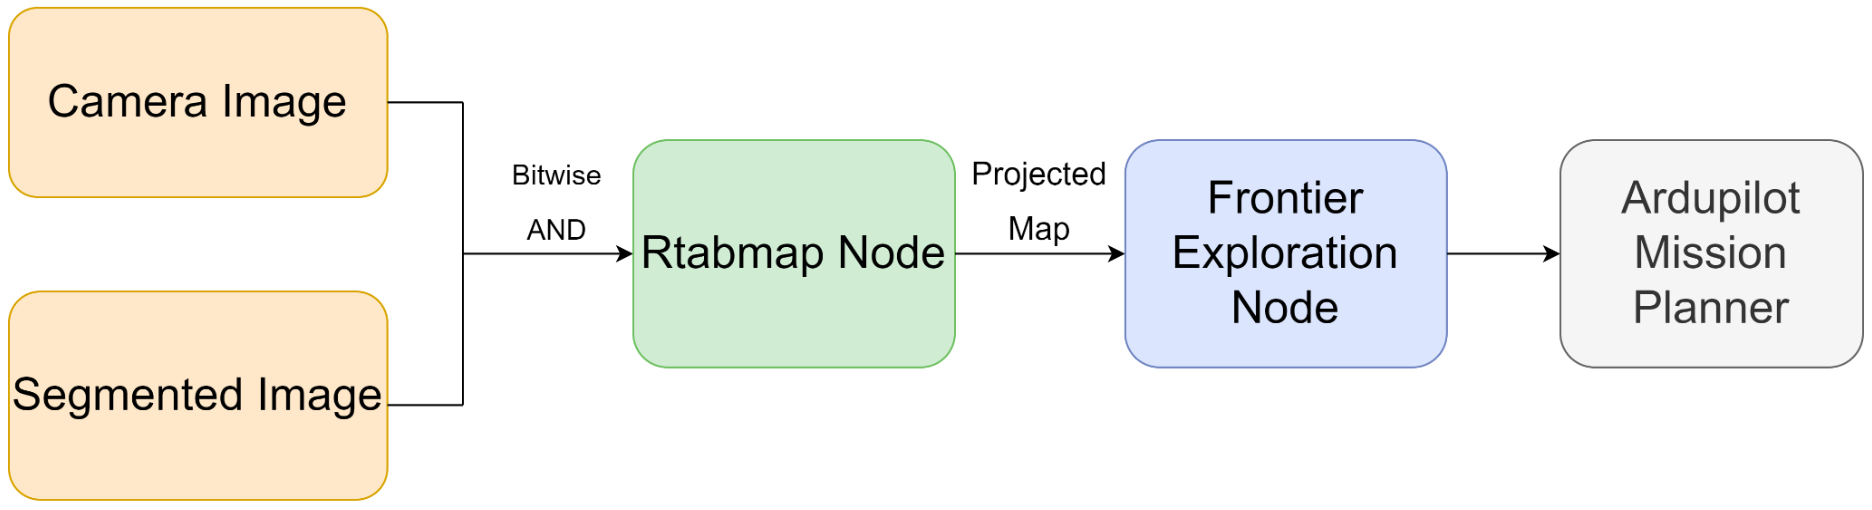 Camera Image
Segmented Image
Bitwise
AND
Rtabmap Node
Projected
Map
Frontier
Exploration
Node
Ardupilot
Mission
Planner